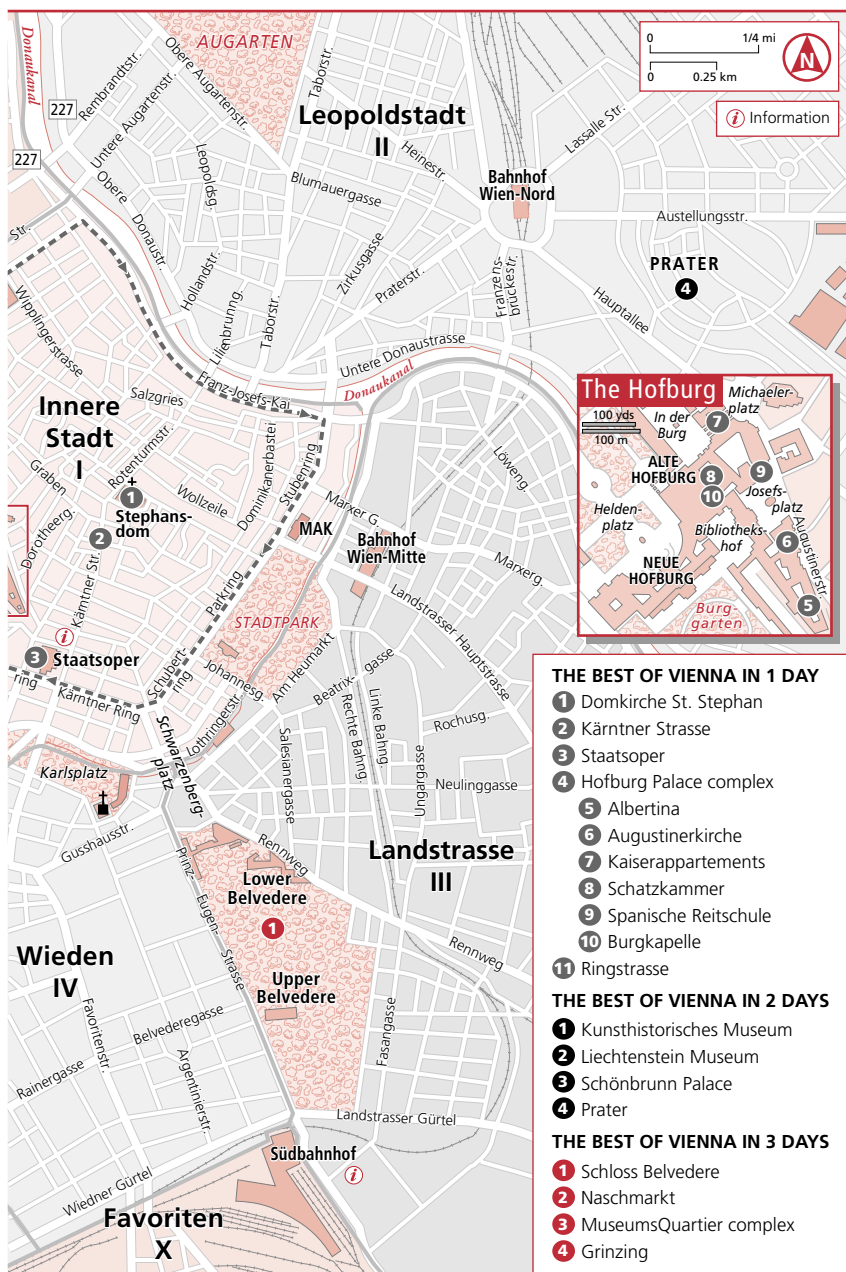 Donaukanal
AUGARTEN
Obere Augartenstr.
Taborstr.
Rembrandtstr.
227
227
Untere Augartenstr.
Leopoldstadt
II
Heinestr.
Lassalle Str.
0 1/4 mi
0 0.25 km
N
i Information
Leopoldsg.
Blumauergasse
Bahnhof
Wien-Nord
Obere Donaustr.
Austellungsstr.
Str.
Hollandstr.
Zirkusgasse
Praterstr.
Franzens-
brückestr.
PRATER
4
Hauptallee
Wipplingerstrasse
Lilienbrunng.
Taborstr.
Untere Donaustrasse
Donaukanal
Franz-Josefs-Kai
Salzgries
Innere
Stadt
I
Rotenturmstr.
Graben
Dorotheerg.
1
Stephans-
dom
2
Wollzeile
Dominikanerbastei
Stubenring
Kärntner Str.
MAK
Marxer G.
Bahnhof
Wien-Mitte
Löweng.
Marxerg.
Landstrasser Hauptstrasse
Parkring
STADTPARK
i
3 Staatsoper
ring
Kärntner Ring
Schubert-
ring
Johannesg.
Am Heumarkt
Lothringerstr.
Beatrix-gasse
Linke Bahng.
Rechte Bahng.
Salesianergasse
Ungargasse
Rochusg.
Neulinggasse
Schwarzenberg-
platz
Karlsplatz
Gusshausstr.
Rennweg
Landstrasse
III
Prinz-
Eugen-
Strasse
Lower
Belvedere
1
Upper
Belvedere
Rennweg
Fasangasse
Wieden
IV
Favoritenstr.
Belvederegasse
Rainergasse
Argentinierstr.
Landstrasser Gürtel
Südbahnhof
i
Wiedner Gürtel
Favoriten
X
The Hofburg
100 yds
100 m
Michaeler-
platz
In der
Burg
7
ALTE
HOFBURG
8
10
9
Josefs-
platz
Helden-
platz
Bibliotheks-
hof
6
Augustinerstr.
NEUE
HOFBURG
5
Burg-
garten
THE BEST OF VIENNA IN 1 DAY
1 Domkirche St. Stephan
2 Kärntner Strasse
3 Staatsoper
4 Hofburg Palace complex
5 Albertina
6 Augustinerkirche
7 Kaiserappartements
8 Schatzkammer
9 Spanische Reitschule
10 Burgkapelle
11 Ringstrasse
THE BEST OF VIENNA IN 2 DAYS
1 Kunsthistorisches Museum
2 Liechtenstein Museum
3 Schönbrunn Palace
4 Prater
THE BEST OF VIENNA IN 3 DAYS
1 Schloss Belvedere
2 Naschmarkt
3 MuseumsQuartier complex
4 Grinzing